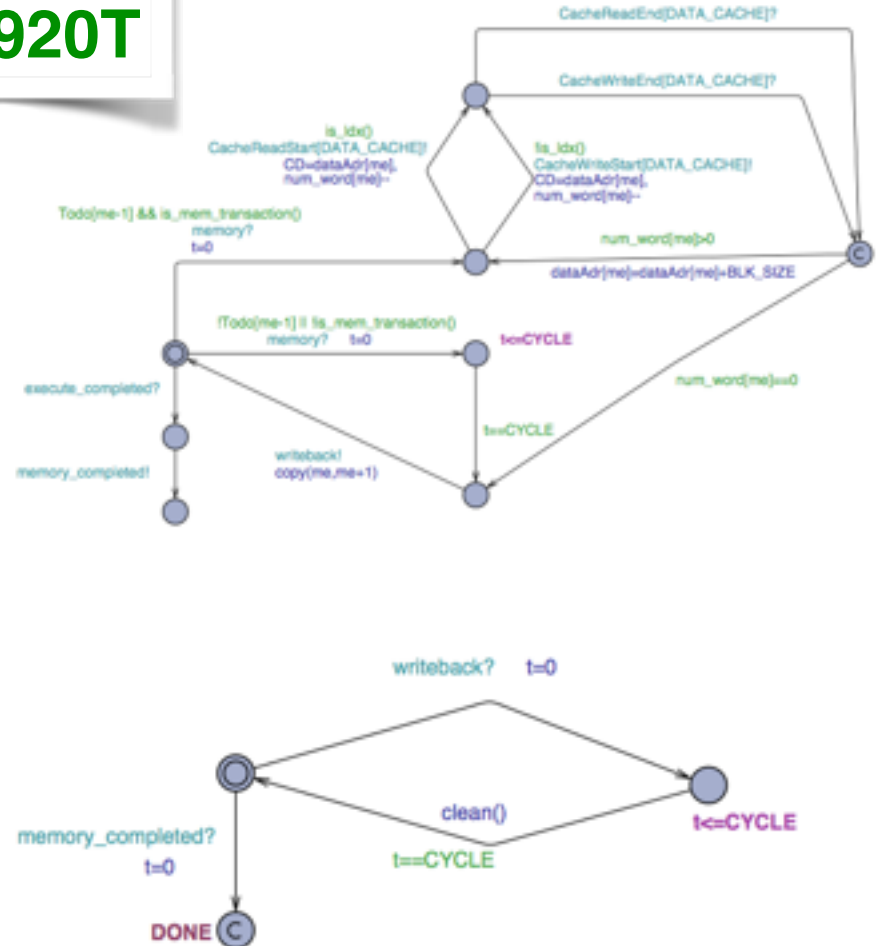 920T
CacheReadEnd[DATA_CACHE]?
CacheWriteEnd[DATA_CACHE]?
is_ldx()
CacheReadStart[DATA_CACHE]!
CD=dataAdr[me],
num_word[me]--
!is_ldx()
CacheWriteStart[DATA_CACHE]!
CD=dataAdr[me],
num_word[me]--
Todo[me-1] && is_mem_transaction()
memory?
t=0
num_word[me]>0
C
dataAdr[me]=dataAdr[me]+BLK_SIZE
!Todo[me-1] || !is_mem_transaction()
memory? t=0
t<=CYCLE
execute_completed?
num_word[me]==0
t==CYCLE
writeback!
copy(me,me+1)
memory_completed!
writeback? t=0
clean()
t<=CYCLE
memory_completed?
t=0
t==CYCLE
DONE C